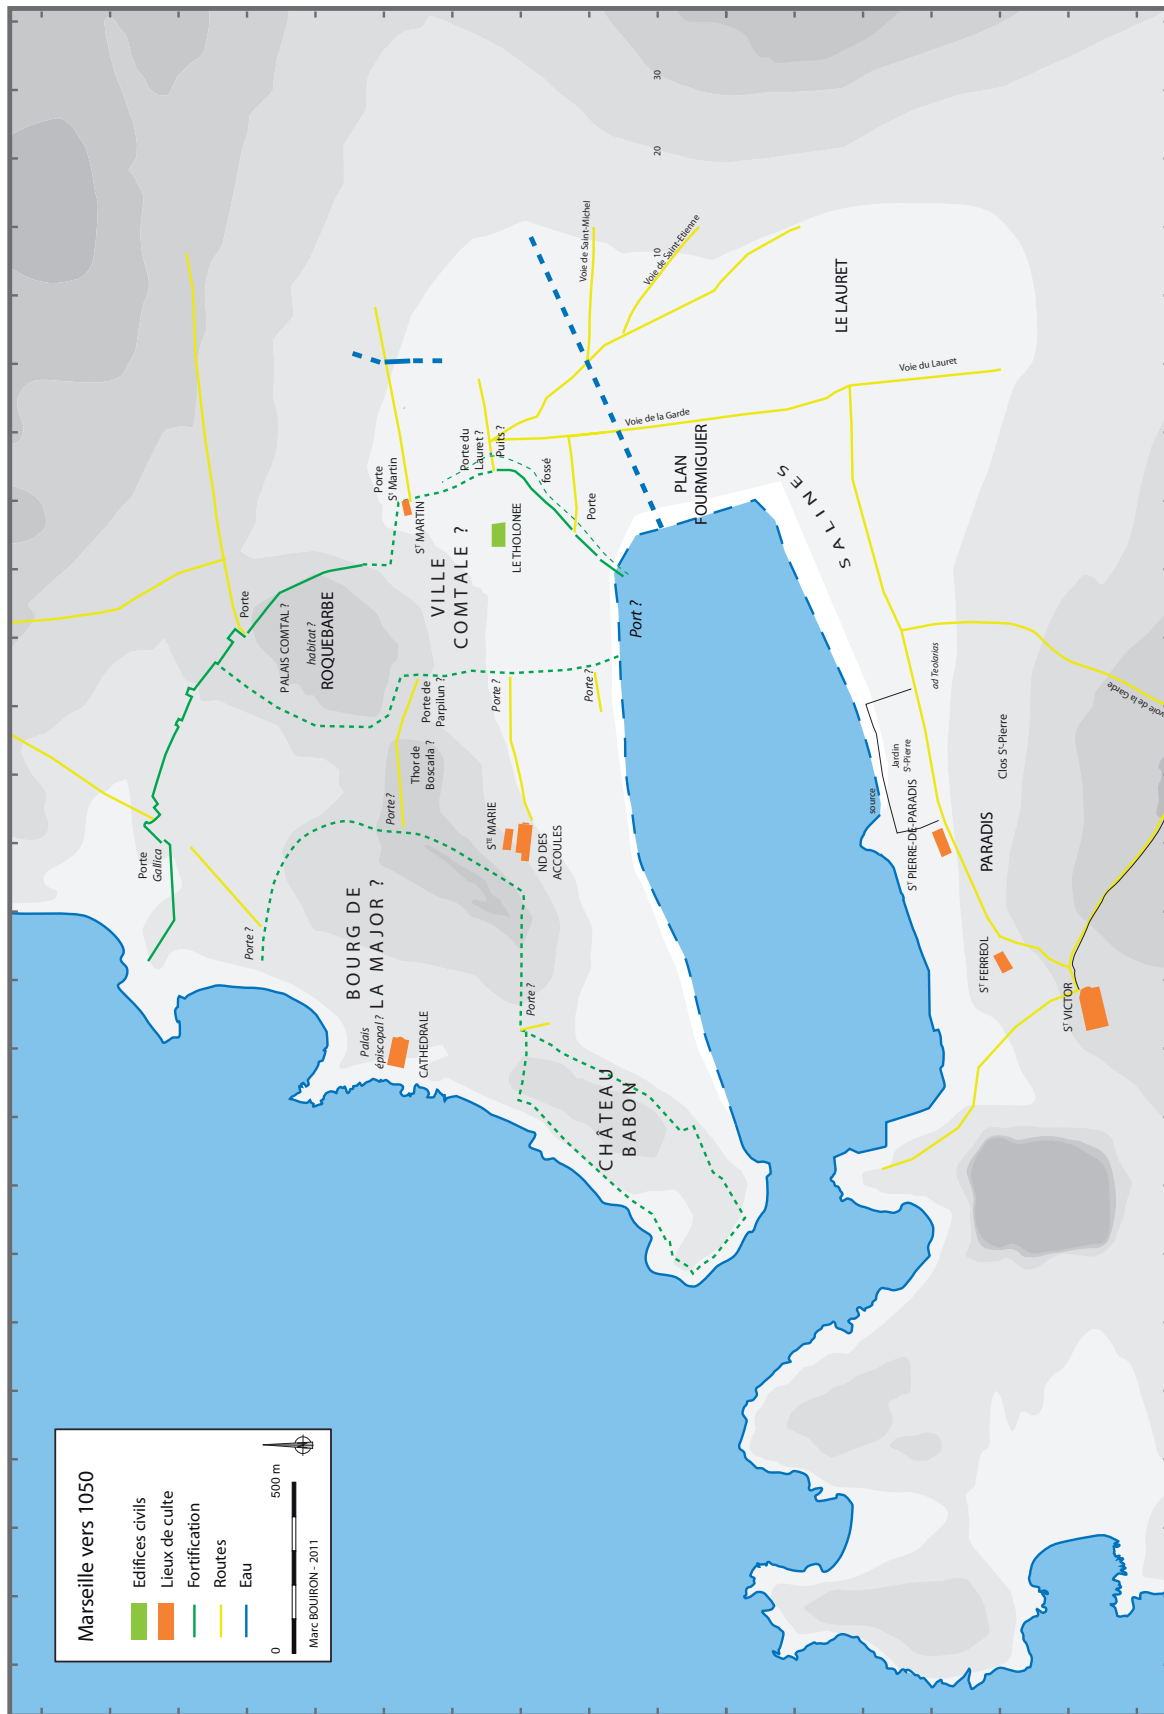 Marseille vers 1050
Edifices civils
Lieux de culte
Fortification
Routes
Eau
0
500 m
Marc BOUIRON - 2011
Porte
Gallica
Porte ?
BOURG DE
LA MAJOR ?
Palais
épiscopal ?
CATHEDRALE
Porte ?
CHÂTEAU
BABON
Porte
PALAIS COMTAL ?
habitat ?
ROQUEBARBE
Porte de
Parpilun ?
Thor de
Boscarla ?
Porte ?
Porte ?
Porte ?
STE MARIE
ND DES
ACCOULES
VILLE
COMTALE ?
Porte
St Martin
ST MARTIN
LE THOLONEE
Porte du
Lauret ?
Puits ?
fossé
Porte
Port ?
Voie de Saint-Michel
Voie de Saint-Etienne
10
20
30
Voie de la Garde
PLAN
FOURMIGUIER
SALINES
LE LAURET
Voie du Lauret
ad Teolarias
voie de la Garde
Clos St-Pierre
Jardin
St-Pierre
source
ST PIERRE-DE-PARADIS
PARADIS
ST FERREOL
ST VICTOR